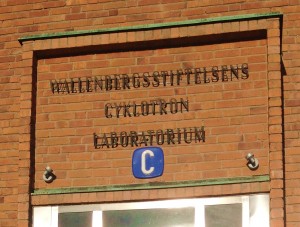 WALLENBERGSSTIFTELSENS
CYKLOTRON
LABORATORIUM
C